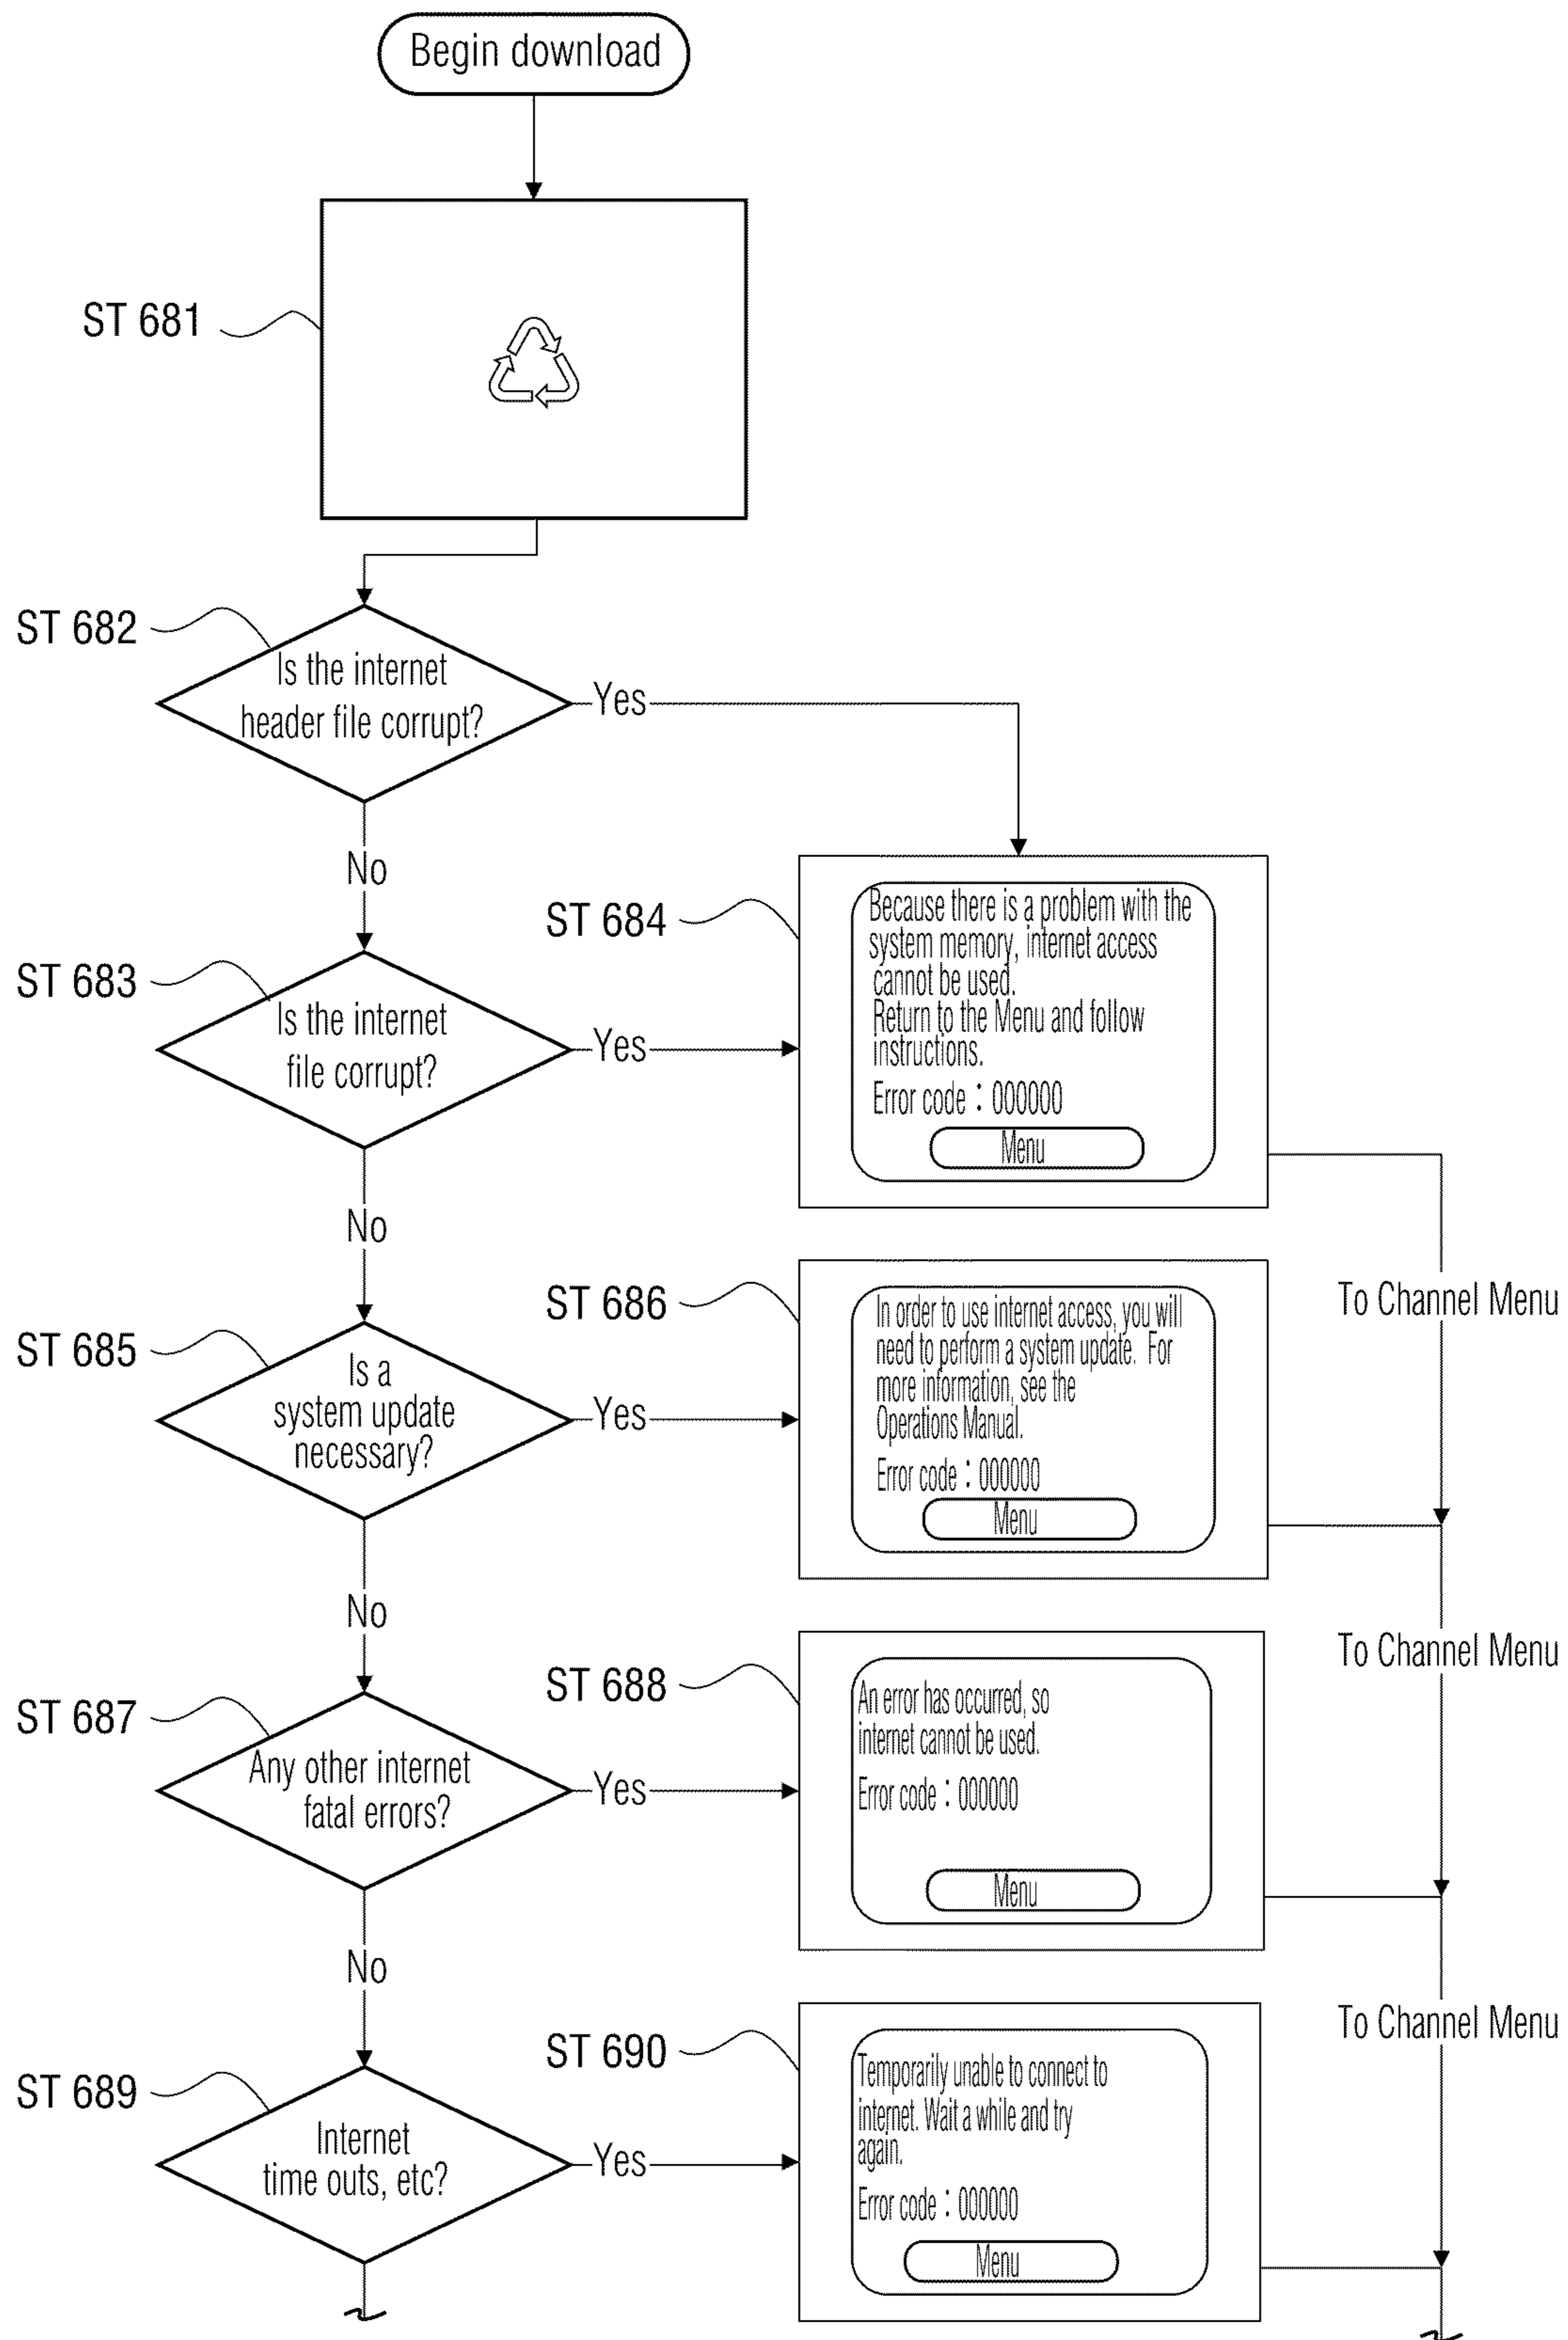 Begin download
ST 681
ST 682
Is the internet
header file corrupt?
Yes
No
ST 683
Is the internet
file corrupt?
Yes
ST 684
Because there is a problem with the
system memory, internet access
cannot be used.
Return to the Menu and follow
instructions.
Error code : 000000
Menu
To Channel Menu
No
ST 685
Is a
system update
necessary?
Yes
ST 686
In order to use internet access, you will
need to perform a system update. For
more information, see the
Operations Manual.
Error code : 000000
Menu
To Channel Menu
No
ST 687
Any other internet
fatal errors?
Yes
ST 688
An error has occurred, so
internet cannot be used.
Error code : 000000
Menu
To Channel Menu
No
ST 689
Internet
time outs, etc?
Yes
ST 690
Temporarily unable to connect to
internet. Wait a while and try
again.
Error code : 000000
Menu